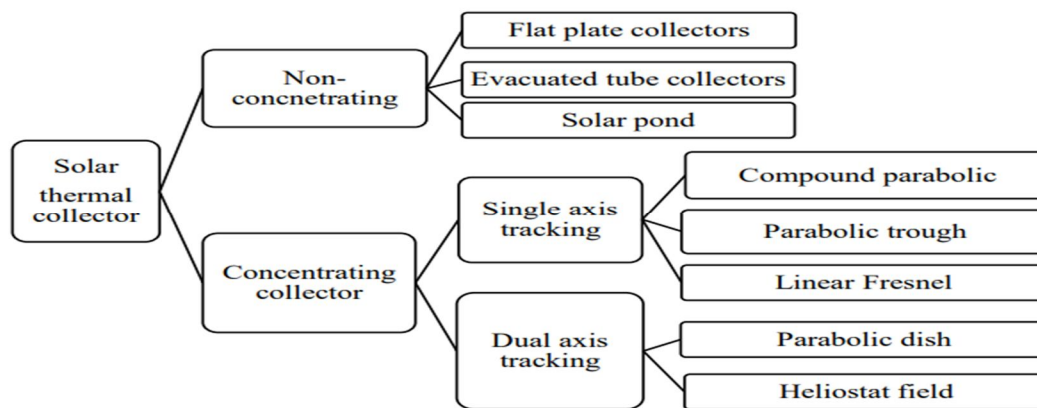 Flat plate collectors
Non-
concnetrating
Evacuated tube collectors
Solar pond
Solar
thermal
collector
Compound parabolic
Single axis
tracking
Parabolic trough
Concentrating
collector
Linear Fresnel
Dual axis
tracking
Parabolic dish
Heliostat field